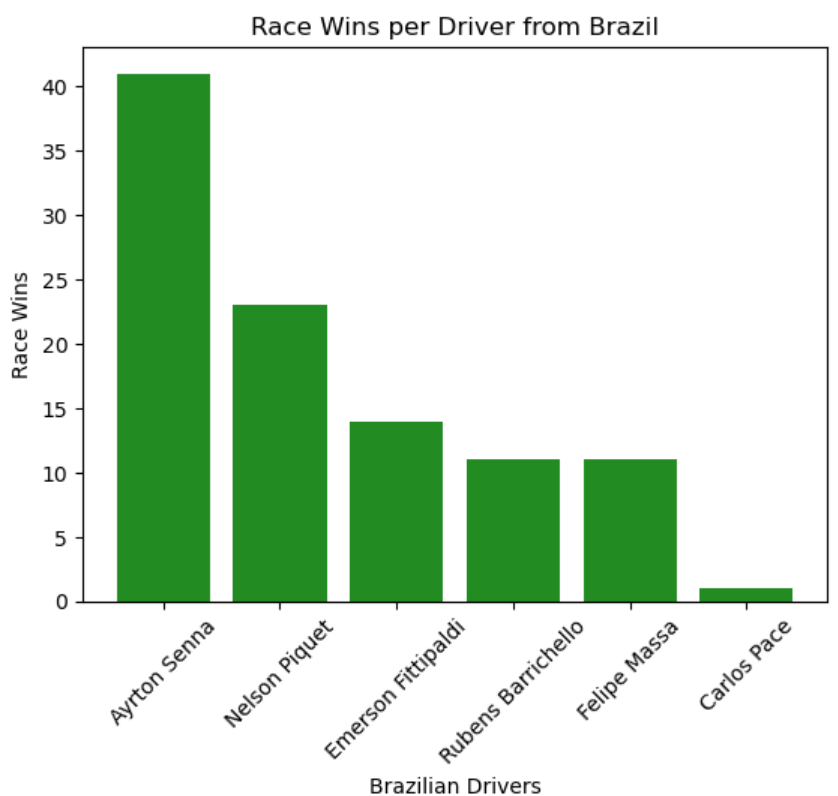 Race Wins per Driver from Brazil
Race Wins
40
35
30
25
20
15
10
5
0
Ayrton Senna
Nelson Piquet
Emerson Fittipaldi
Rubens Barrichello
Felipe Massa
Carlos Pace
Brazilian Drivers